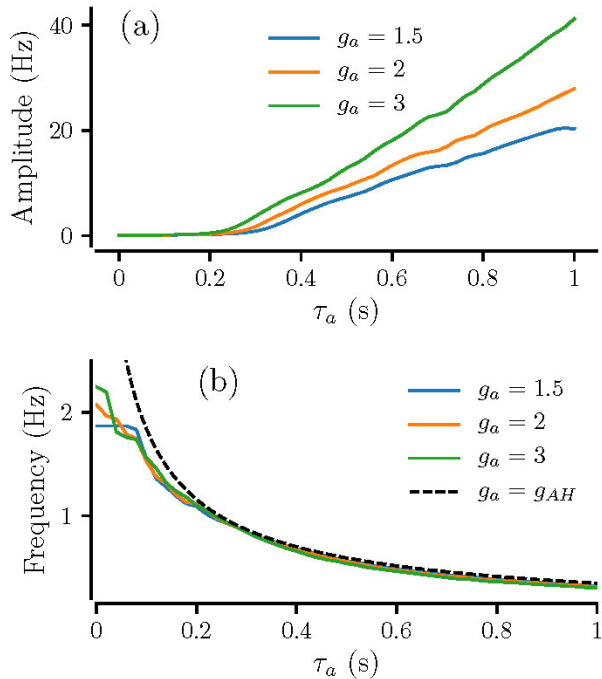 (a)
Amplitude (Hz)
40
20
0
g_a = 1.5
g_a = 2
g_a = 3
0 0.2 0.4 0.6 0.8 1
τ_a (s)
(b)
Frequency (Hz)
2
1
g_a = 1.5
g_a = 2
g_a = 3
g_a = g_{AH}
0 0.2 0.4 0.6 0.8 1
τ_a (s)